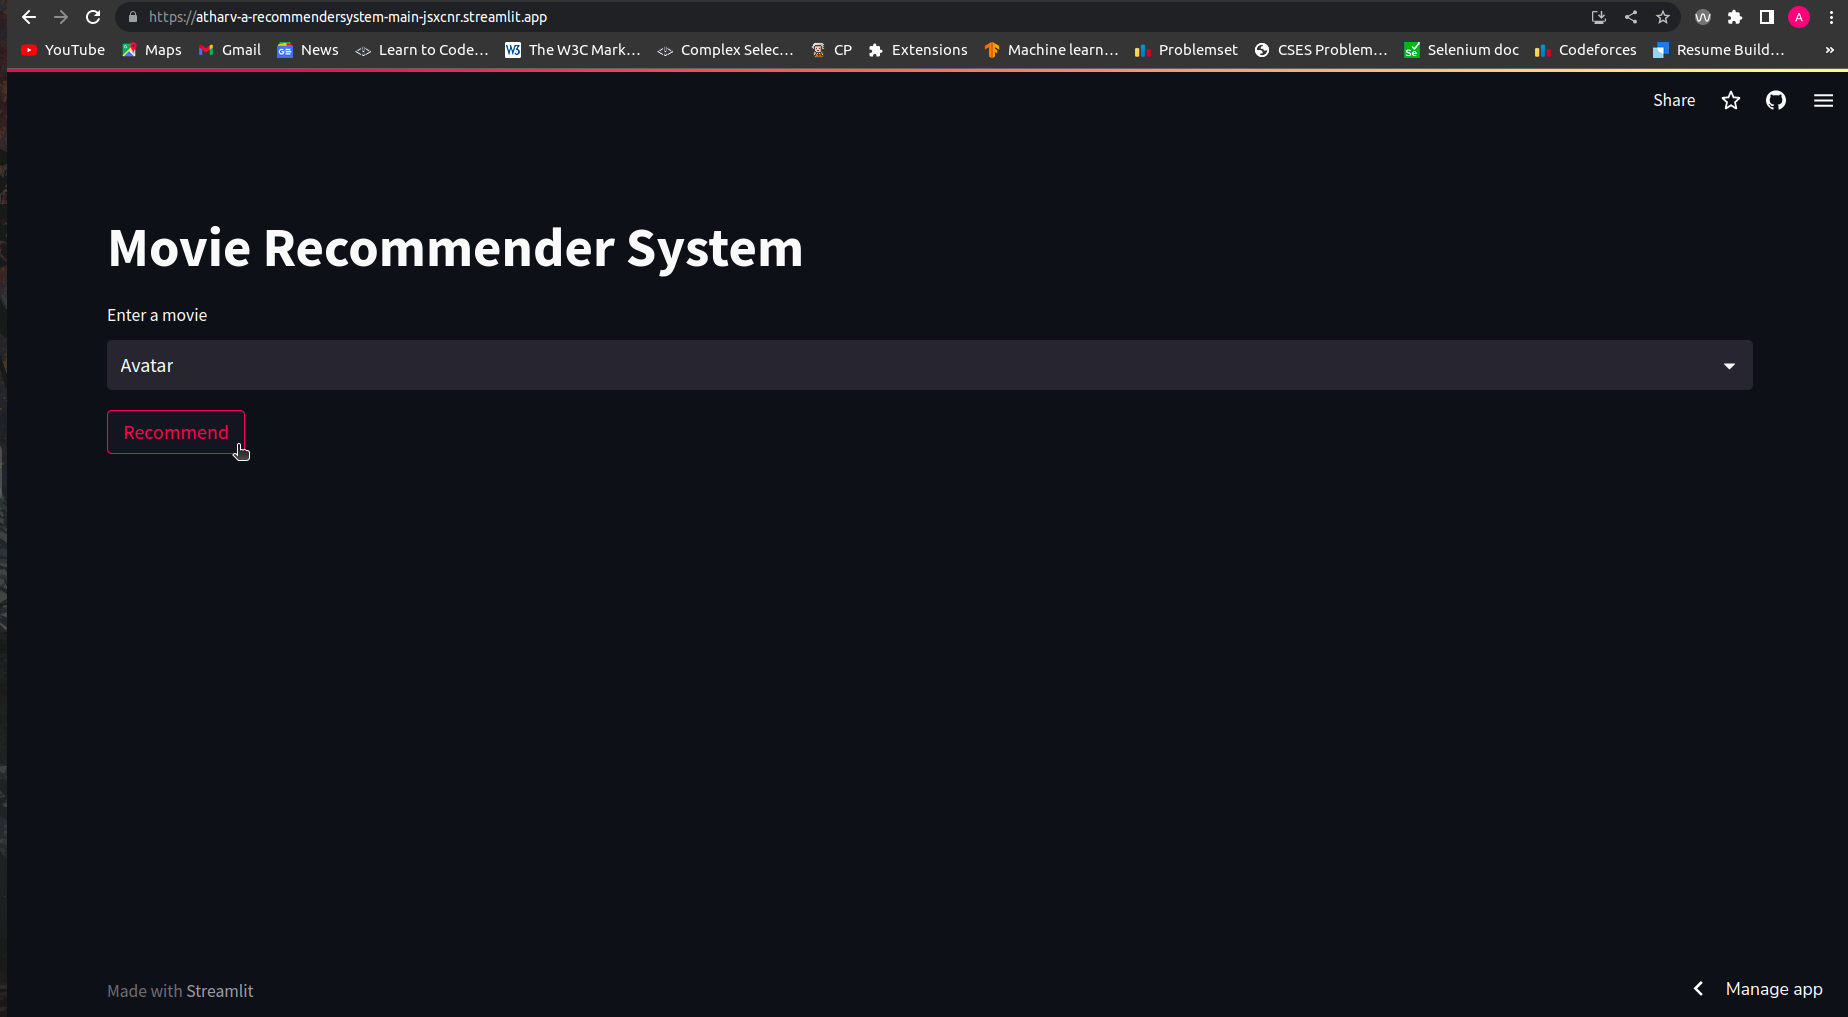 https://atharv-a-recommendersystem-main-jsxcnr.streamlit.app
A
YouTube Maps Gmail News Learn to Code... W3 The W3C Mark... Complex Selec... CP Extensions Machine learn... Problemset CSES Problem... Se Selenium doc Codeforces Resume Build... »
Share
Movie Recommender System
Enter a movie
Avatar
Recommend
Made with Streamlit
Manage app